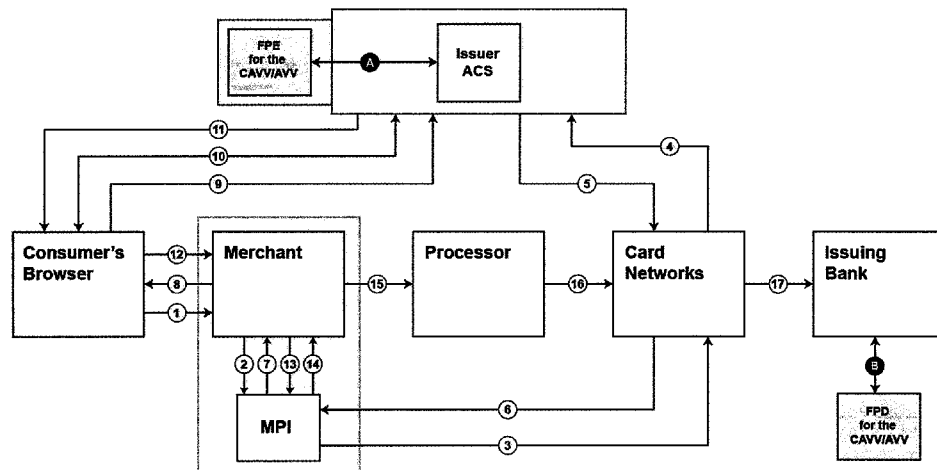 FPE
for the
CAVV/AVV
A
Issuer
ACS
11
10
9
4
5
Consumer's
Browser
12
8
1
Merchant
15
Processor
16
Card
Networks
17
Issuing
Bank
2
7
13
14
B
MPI
6
3
FPD
for the
CAVV/AVV